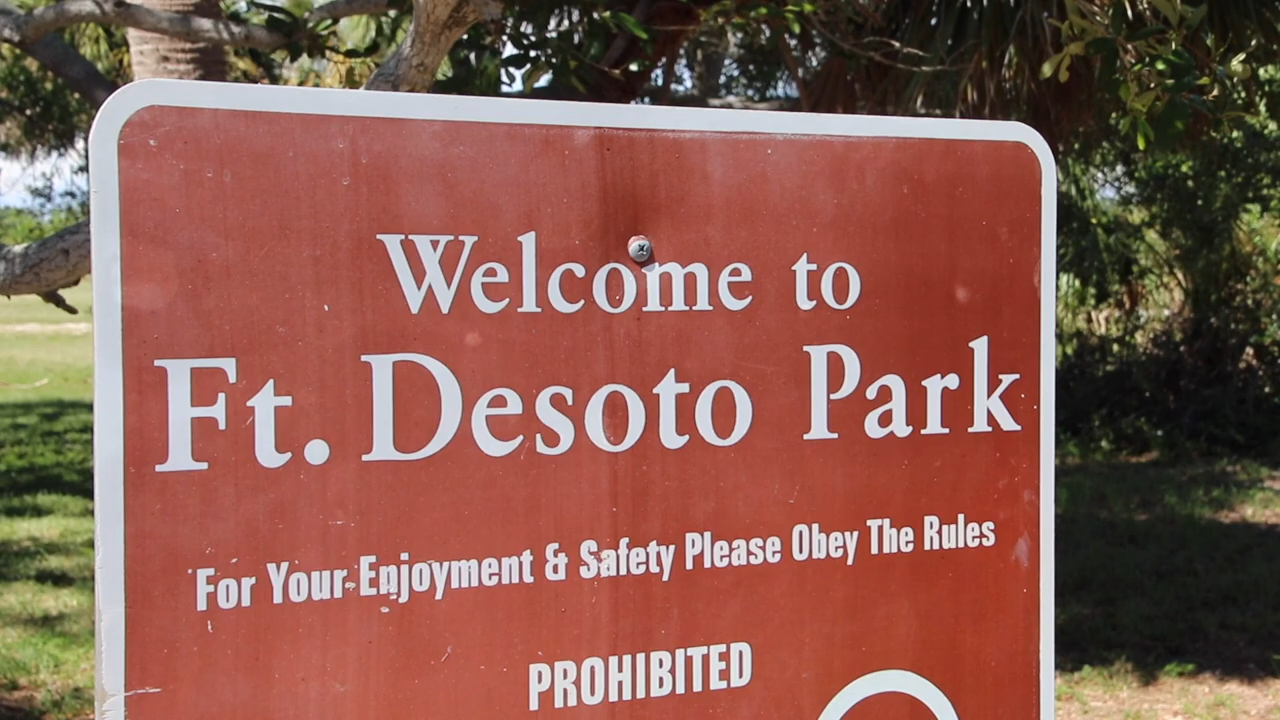 Welcome to
Ft. Desoto Park
For Your Enjoyment & Safety Please Obey The Rules
PROHIBITED